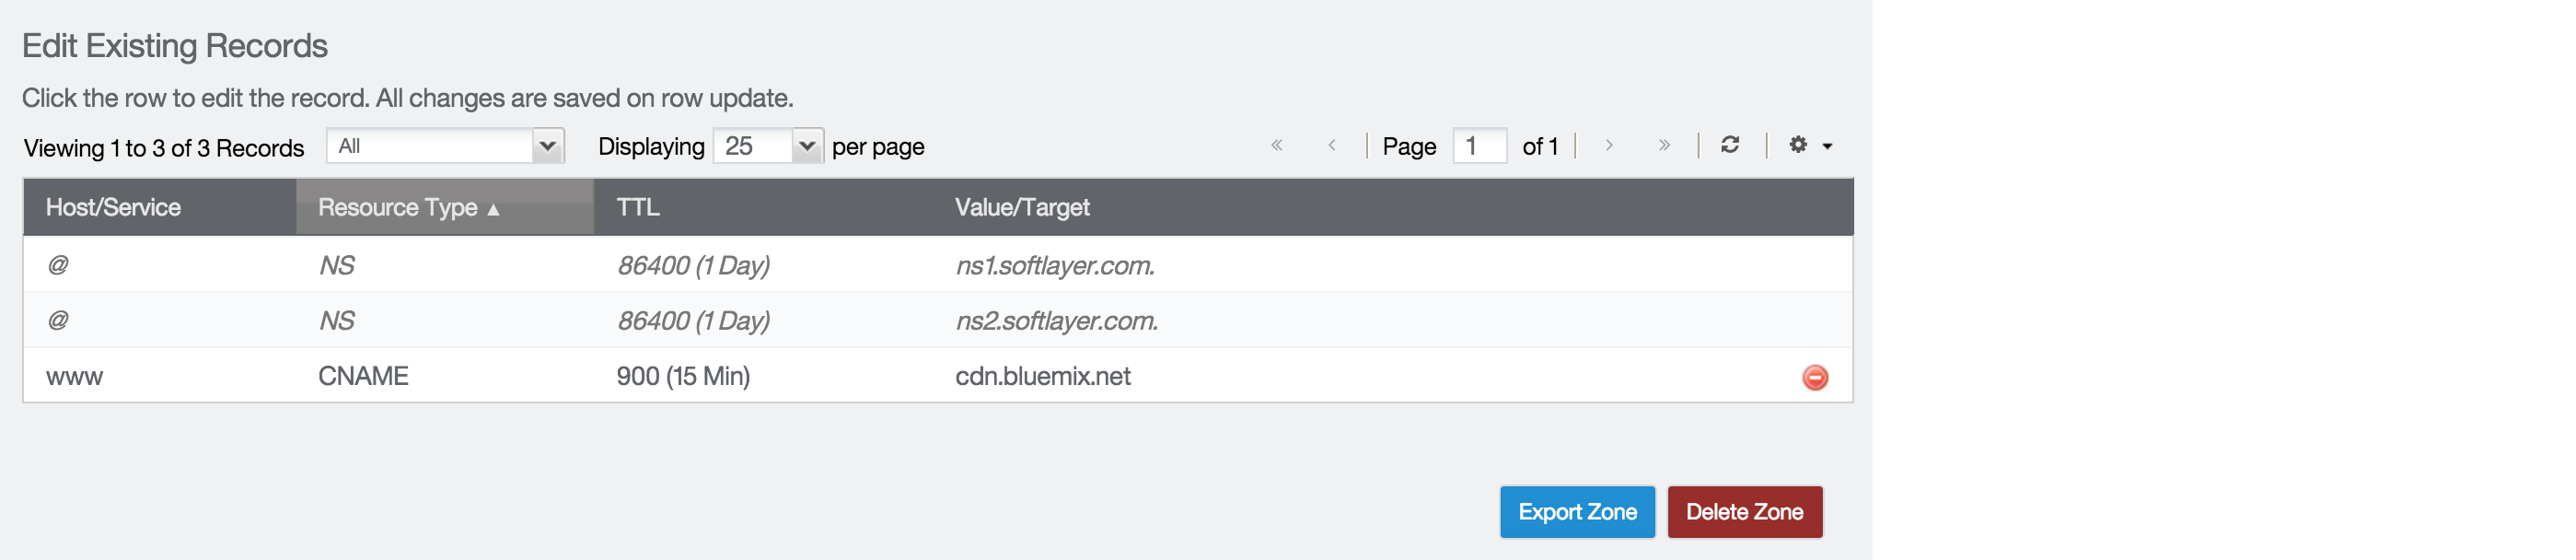 Edit Existing Records
Click the row to edit the record. All changes are saved on row update.
Viewing 1 to 3 of 3 Records All Displaying 25 per page « ‹ Page 1 of 1 › »
Host/Service Resource Type ▲ TTL Value/Target
@ NS 86400 (1 Day) ns1.softlayer.com.
@ NS 86400 (1 Day) ns2.softlayer.com.
www CNAME 900 (15 Min) cdn.bluemix.net
Export Zone Delete Zone